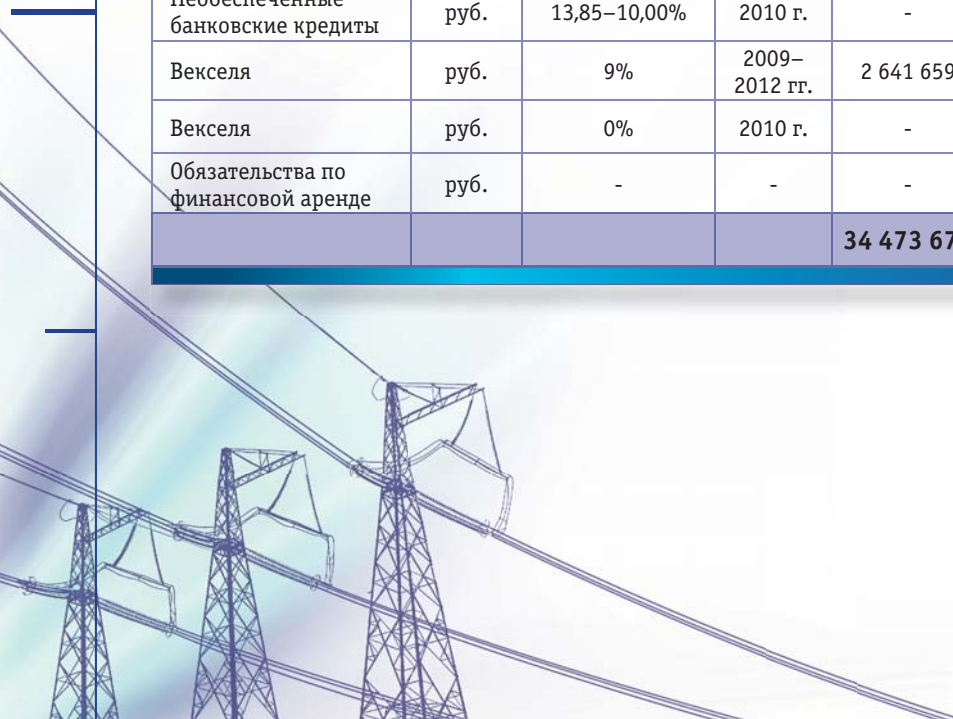 Необеспеченные
банковские кредиты руб. 13,85–10,00% 2010 г. -
Векселя руб. 9% 2009–
2012 гг. 2 641 659
Векселя руб. 0% 2010 г. -
Обязательства по
финансовой аренде руб. - - -
34 473 67